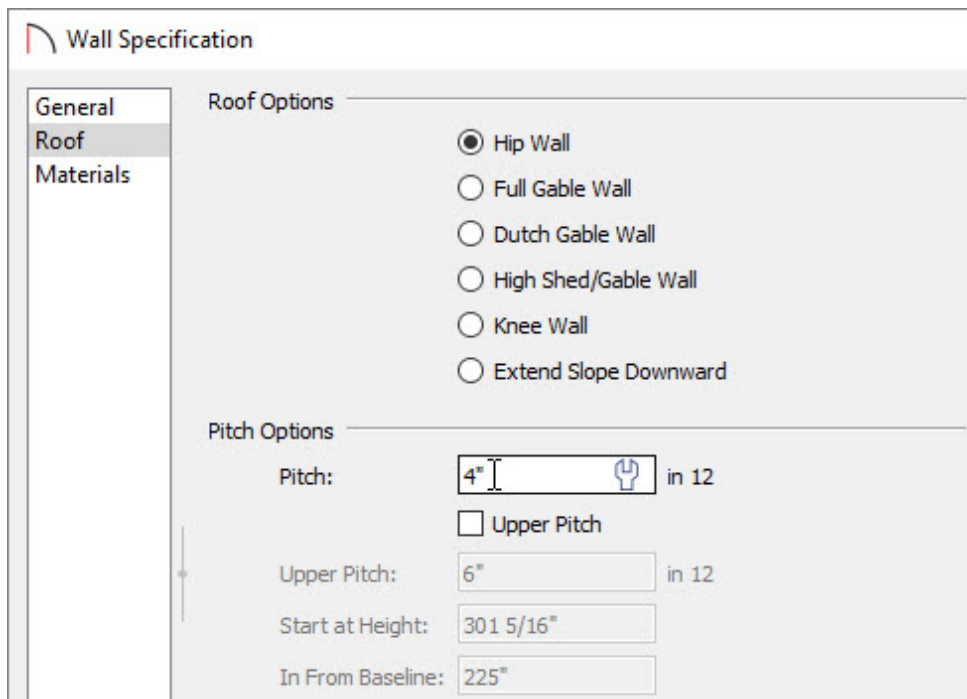 Wall Specification
General
Roof
Materials
Roof Options
Hip Wall
Full Gable Wall
Dutch Gable Wall
High Shed/Gable Wall
Knee Wall
Extend Slope Downward
Pitch Options
Pitch: 4" in 12
Upper Pitch
Upper Pitch: 6" in 12
Start at Height: 301 5/16"
In From Baseline: 225"